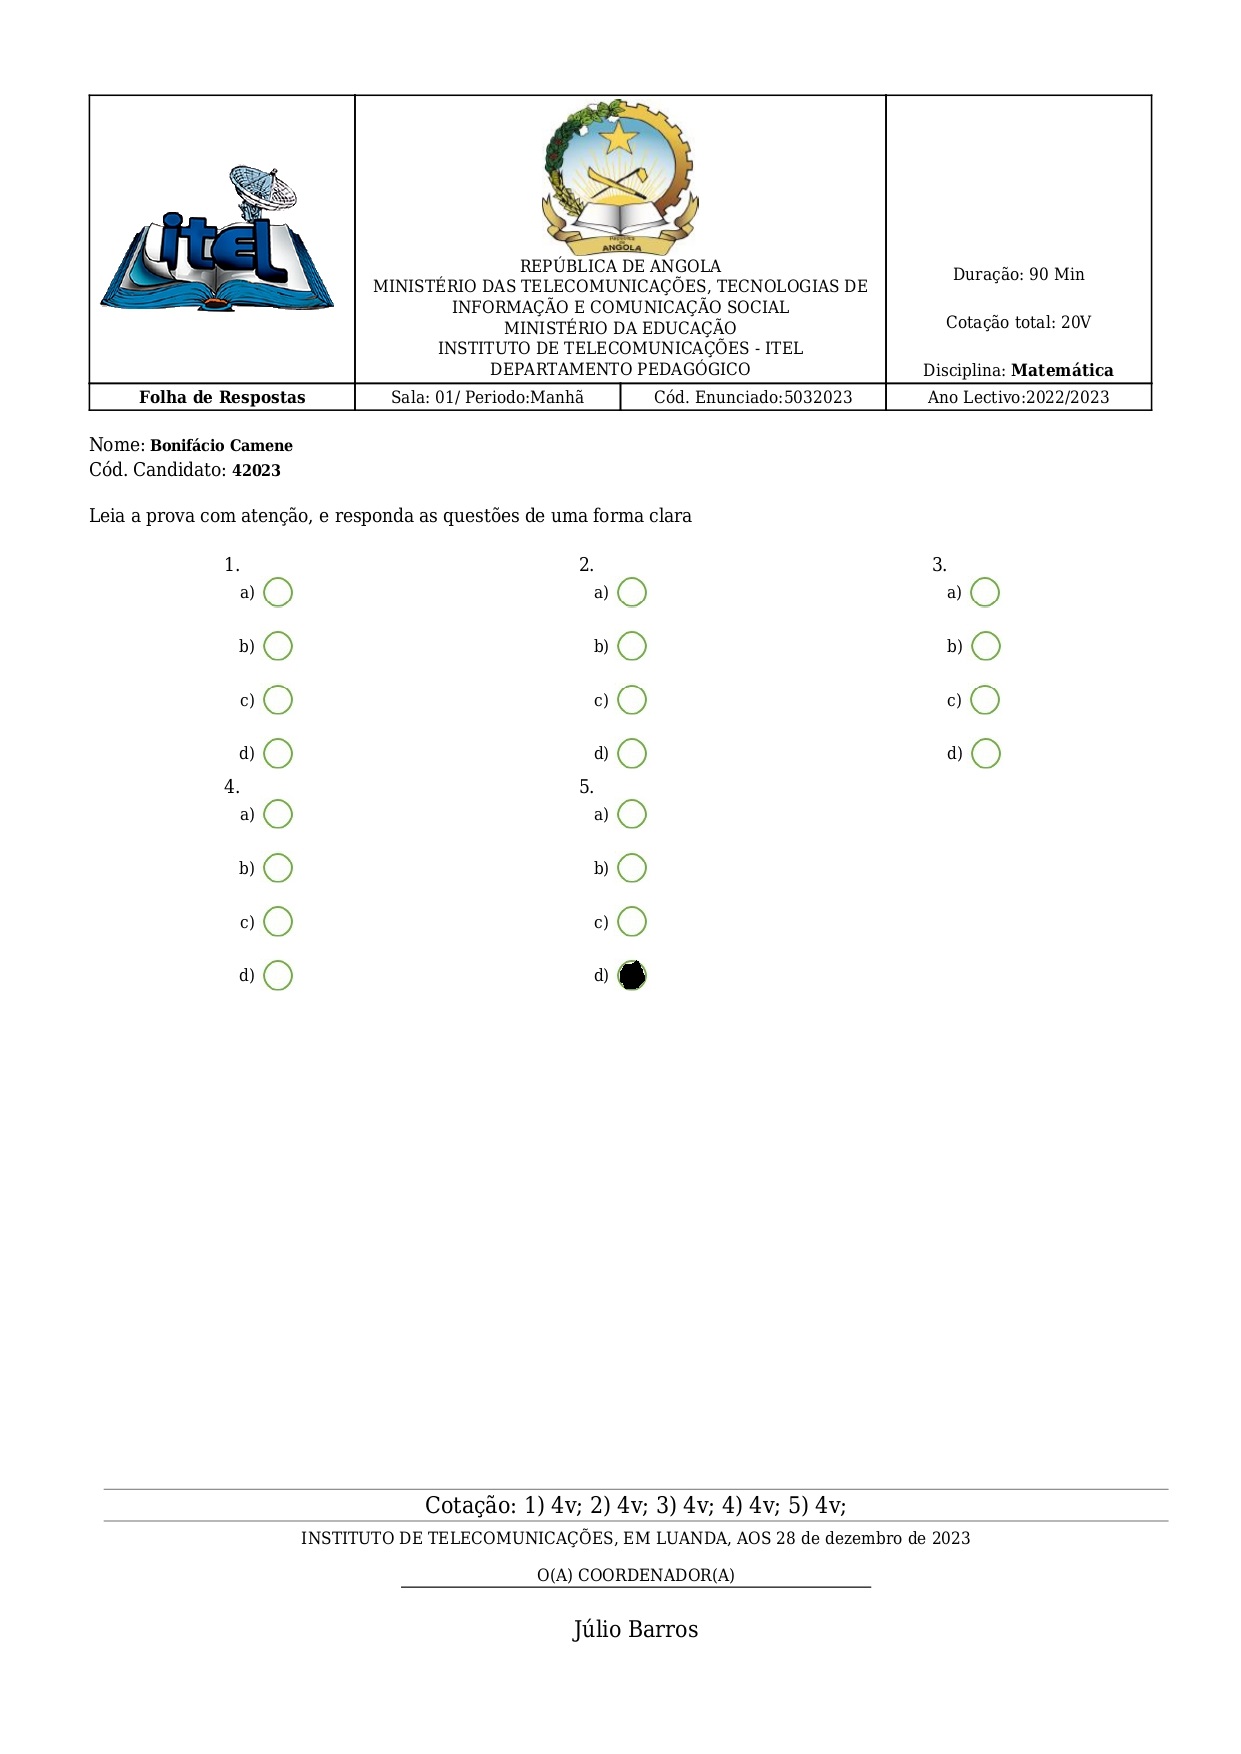 itel
ANGOLA
REPÚBLICA DE ANGOLA
MINISTÉRIO DAS TELECOMUNICAÇÕES, TECNOLOGIAS DE
INFORMAÇÃO E COMUNICAÇÃO SOCIAL
MINISTÉRIO DA EDUCAÇÃO
INSTITUTO DE TELECOMUNICAÇÕES - ITEL
DEPARTAMENTO PEDAGÓGICO
Duração: 90 Min
Cotação total: 20V
Disciplina: Matemática
Folha de Respostas
Sala: 01/ Periodo:Manhã
Cód. Enunciado:5032023
Ano Lectivo:2022/2023
Nome: Bonifácio Camene
Cód. Candidato: 42023
Leia a prova com atenção, e responda as questões de uma forma clara
1.
a)
b)
c)
d)
2.
a)
b)
c)
d)
3.
a)
b)
c)
d)
4.
a)
b)
c)
d)
5.
a)
b)
c)
d)
Cotação: 1) 4v; 2) 4v; 3) 4v; 4) 4v; 5) 4v;
INSTITUTO DE TELECOMUNICAÇÕES, EM LUANDA, AOS 28 de dezembro de 2023
O(A) COORDENADOR(A)
Júlio Barros